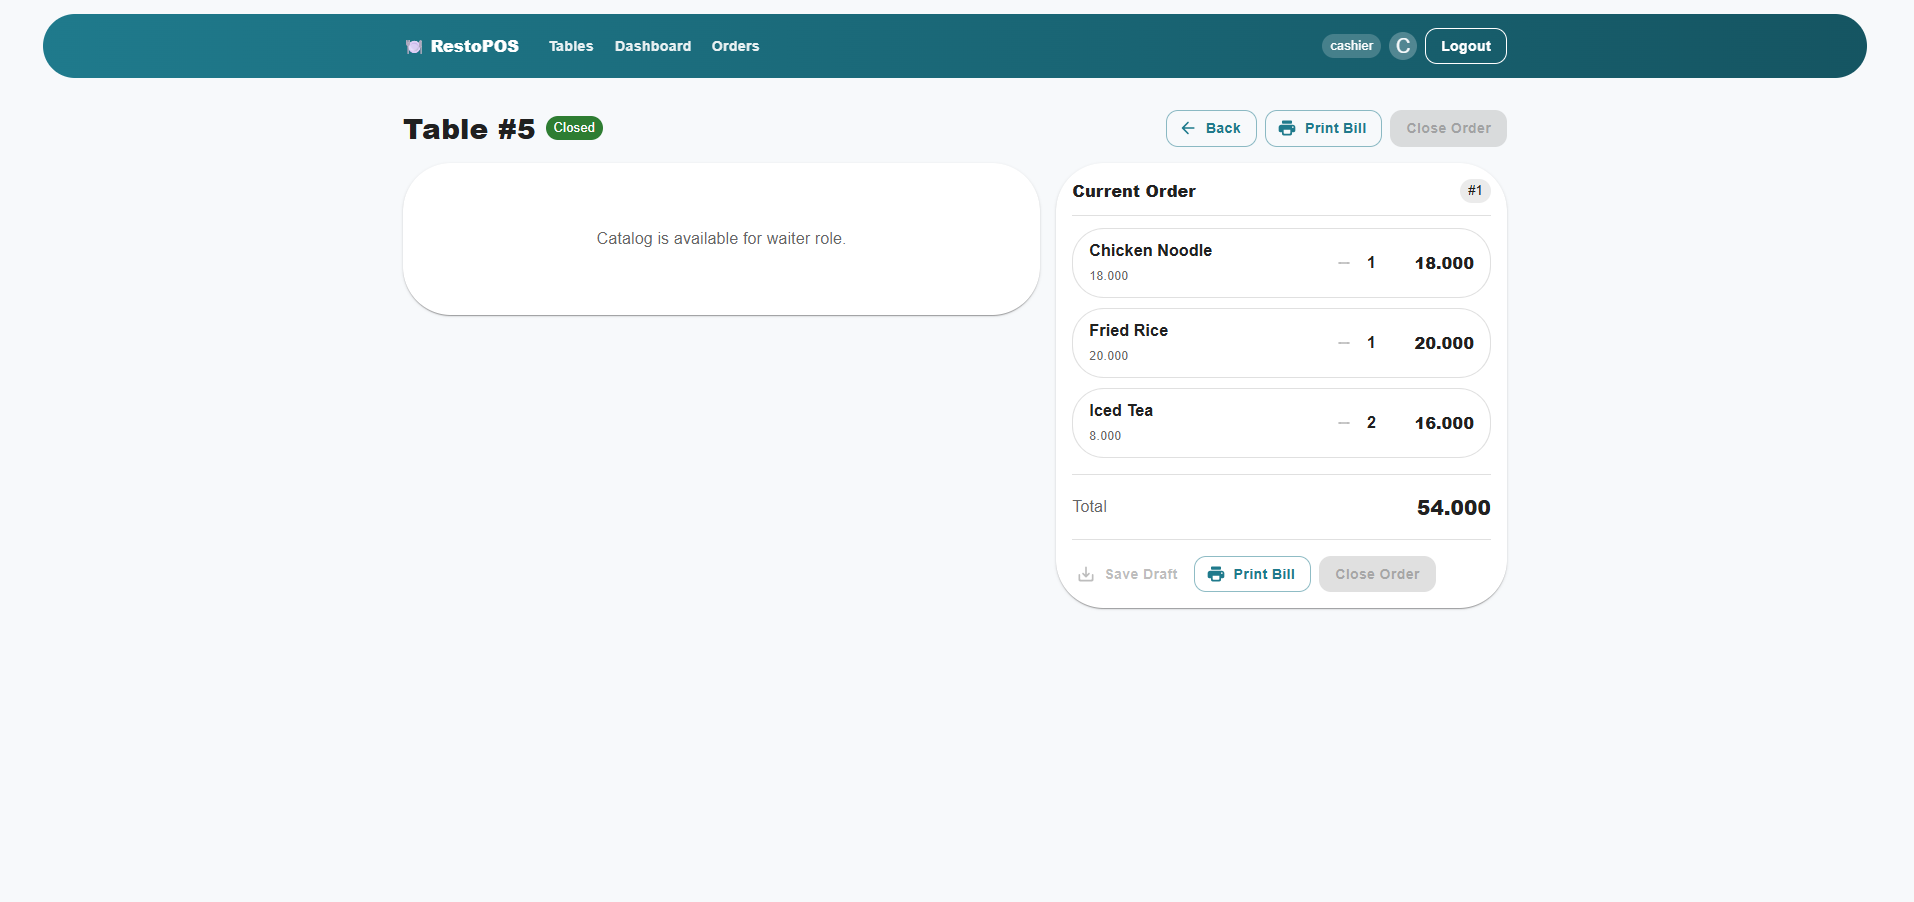 RestoPOS Tables Dashboard Orders cashier C Logout
Table #5 Closed Back Print Bill Close Order
Catalog is available for waiter role.
Current Order #1
Chicken Noodle
18.000
1 18.000
Fried Rice
20.000
1 20.000
Iced Tea
8.000
2 16.000
Total 54.000
Save Draft Print Bill Close Order